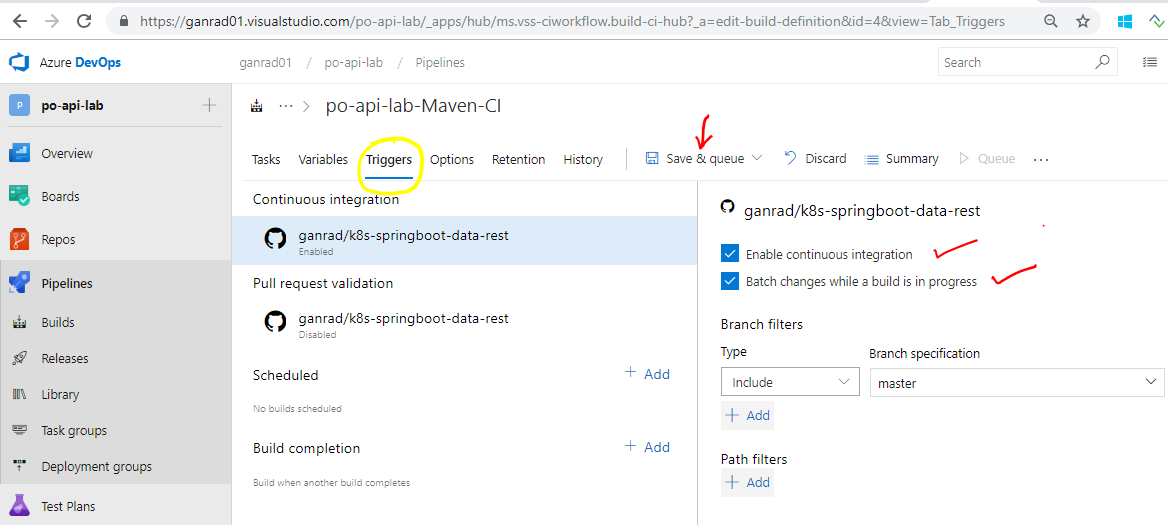 https://ganrad01.visualstudio.com/po-api-lab/_apps/hub/ms.vss-ciworkflow.build-ci-hub?_a=edit-build-definition&id=4&view=Tab_Triggers
Azure DevOps
ganrad01 / po-api-lab / Pipelines
Search
P po-api-lab
po-api-lab-Maven-CI
Overview
Boards
Repos
Pipelines
Builds
Releases
Library
Task groups
Deployment groups
Test Plans
Tasks Variables Triggers Options Retention History
Save & queue Discard Summary Queue
Continuous integration
ganrad/k8s-springboot-data-rest
Enabled
Pull request validation
ganrad/k8s-springboot-data-rest
Disabled
Scheduled
Add
No builds scheduled
Build completion
Add
Build when another build completes
ganrad/k8s-springboot-data-rest
Enable continuous integration
Batch changes while a build is in progress
Branch filters
Type Branch specification
Include master
Add
Path filters
Add